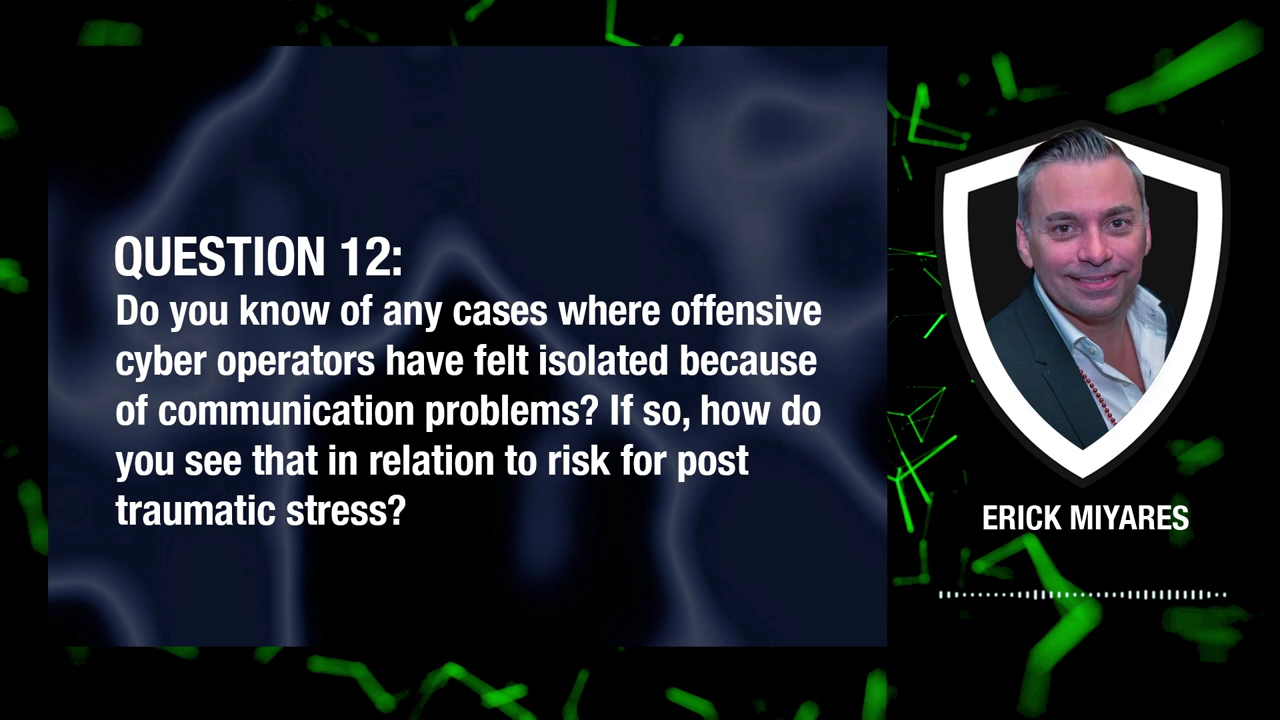 QUESTION 12:
Do you know of any cases where offensive
cyber operators have felt isolated because
of communication problems? If so, how do
you see that in relation to risk for post
traumatic stress?
ERICK MIYARES